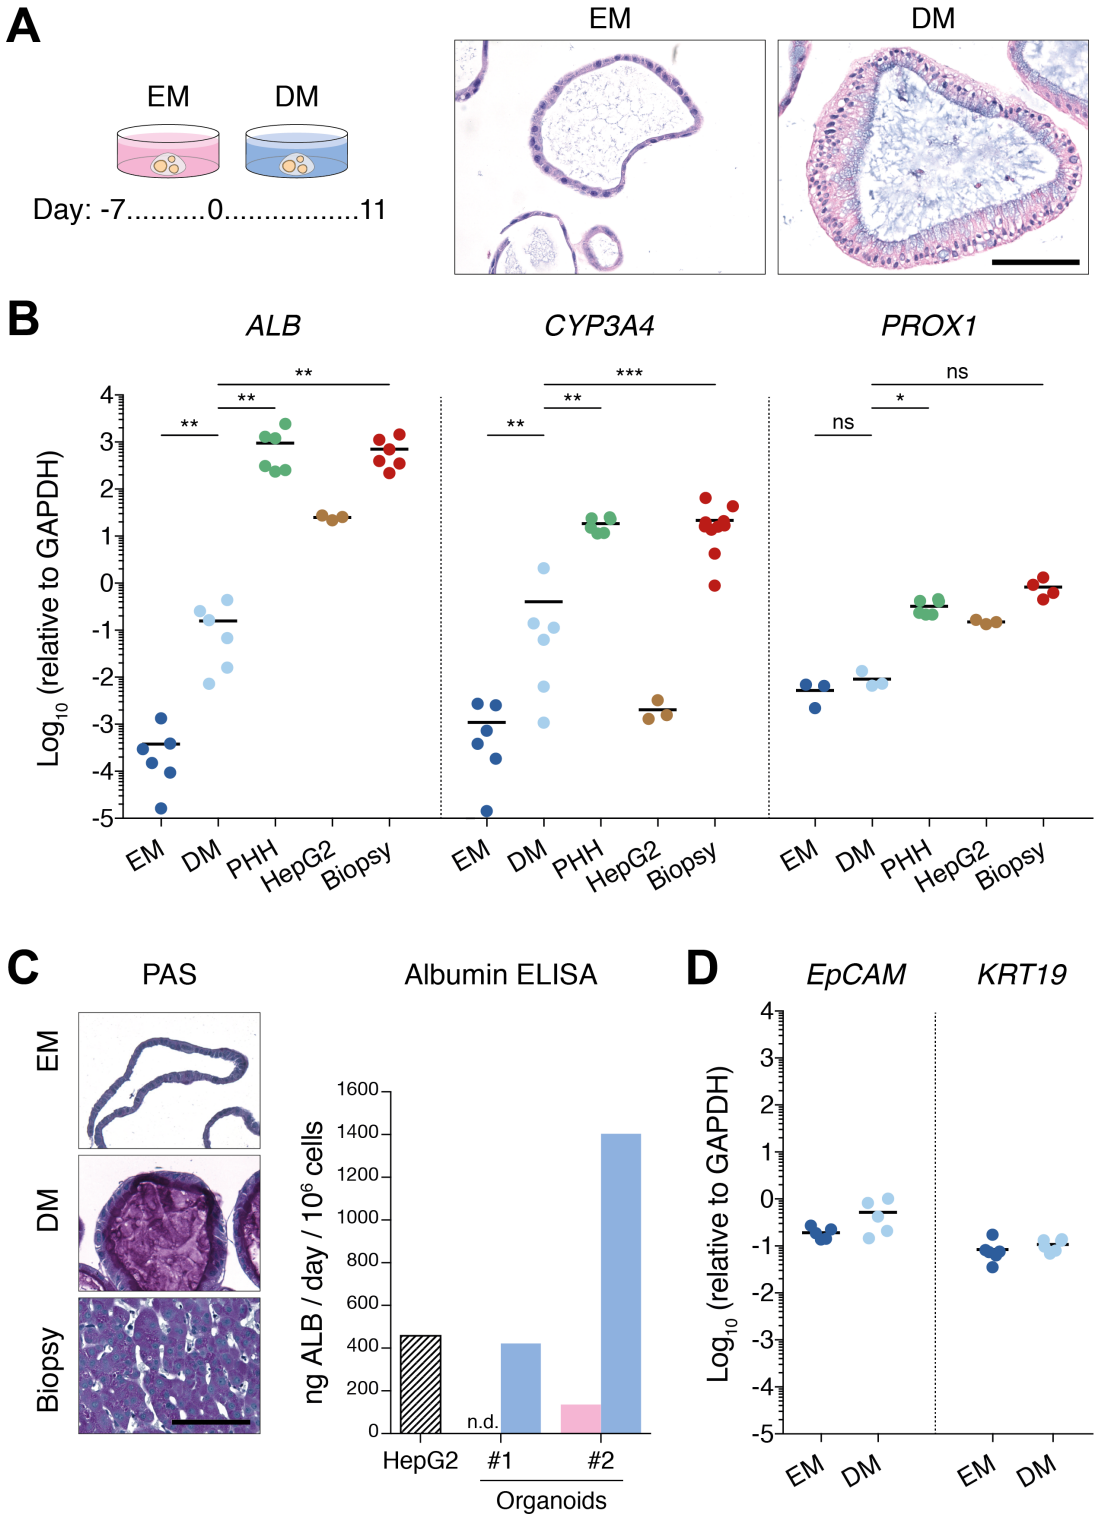 A
EM
DM
Day: -7..........0.................11
EM
DM
B
ALB
CYP3A4
PROX1
**
**
**
**
**
***
ns
*
ns
Log10 (relative to GAPDH)
4
3
2
1
0
-1
-2
-3
-4
-5
EM
DM
PHH
HepG2
Biopsy
EM
DM
PHH
HepG2
Biopsy
EM
DM
PHH
HepG2
Biopsy
C
PAS
EM
DM
Biopsy
Albumin ELISA
ng ALB / day / 10⁶ cells
1600
1400
1200
1000
800
600
400
200
0
n.d.
HepG2
#1
#2
Organoids
D
EpCAM
KRT19
Log10 (relative to GAPDH)
4
3
2
1
0
-1
-2
-3
-4
-5
EM
DM
EM
DM